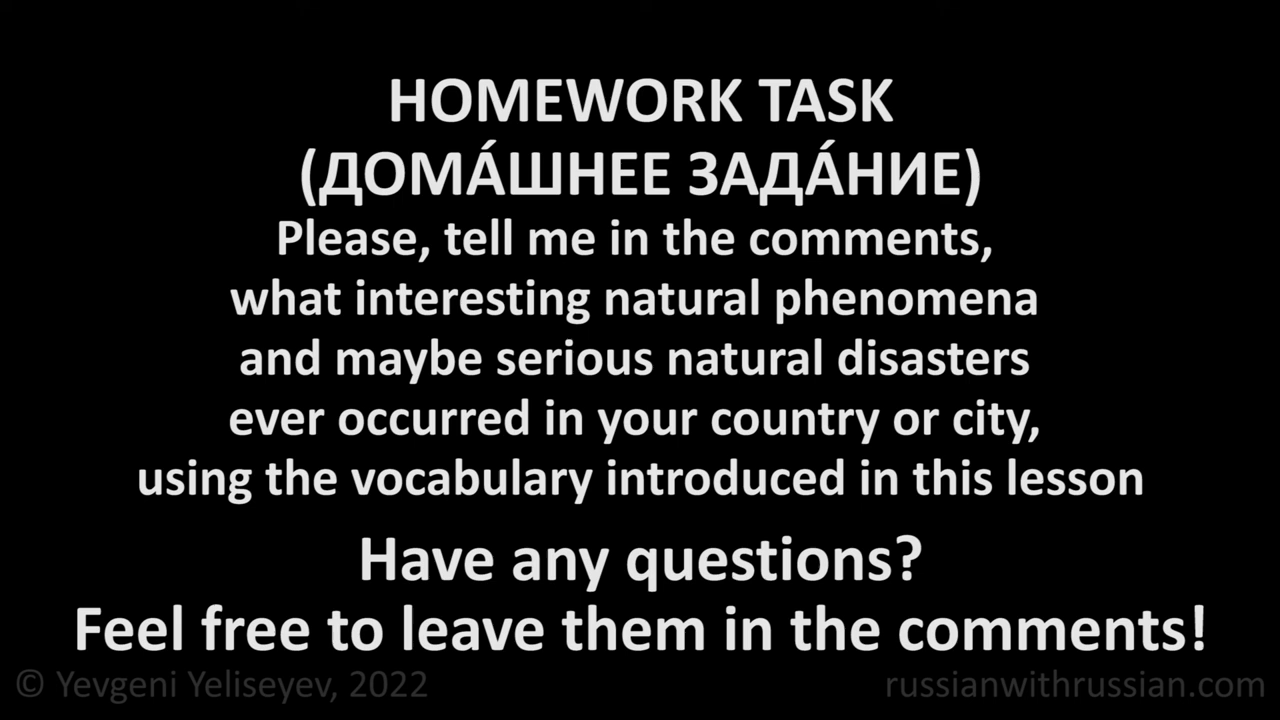 HOMEWORK TASK
(ДОМА́ШНЕЕ ЗАДА́НИЕ)
Please, tell me in the comments,
what interesting natural phenomena
and maybe serious natural disasters
ever occurred in your country or city,
using the vocabulary introduced in this lesson
Have any questions?
Feel free to leave them in the comments!
© Yevgeni Yeliseyev, 2022
russianwithrussian.com